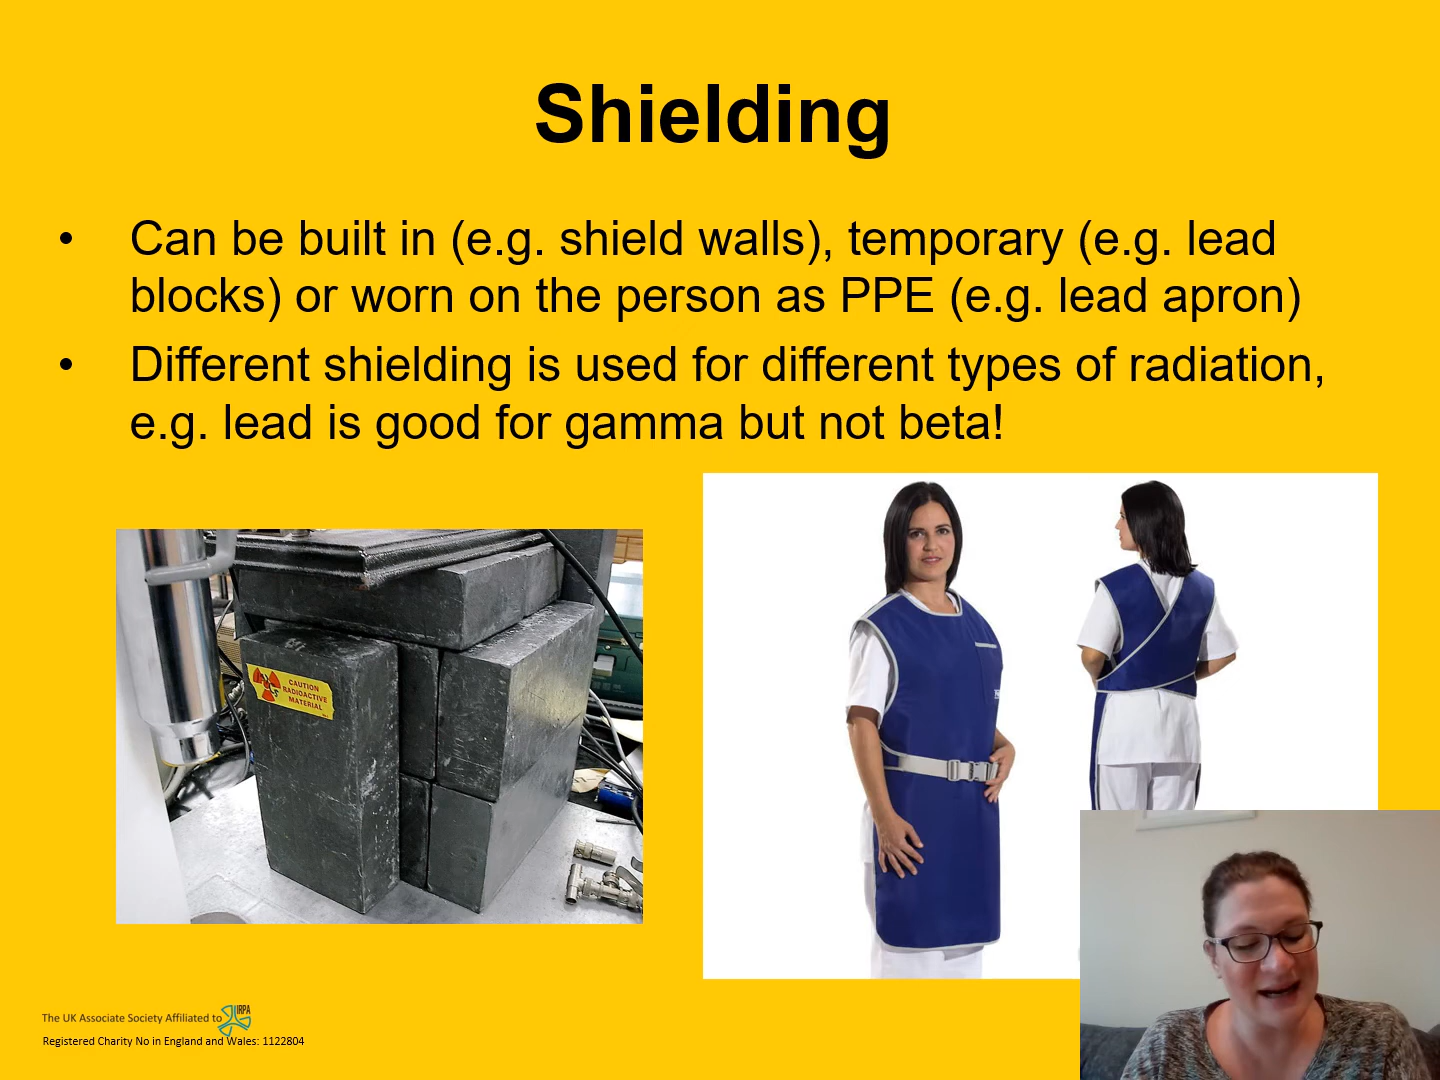 Shielding
• Can be built in (e.g. shield walls), temporary (e.g. lead
blocks) or worn on the person as PPE (e.g. lead apron)
• Different shielding is used for different types of radiation,
e.g. lead is good for gamma but not beta!
CAUTION
RADIOACTIVE
MATERIAL
The UK Associate Society Affiliated to
IRPA
Registered Charity No in England and Wales: 1122804